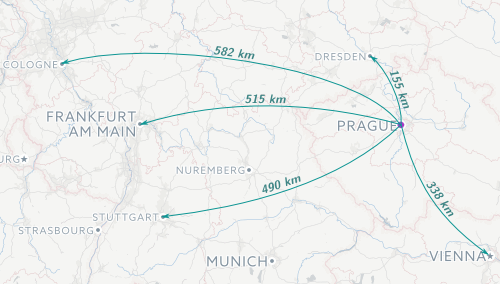 582 km
COLOGNE
DRESDEN
155 km
515 km
FRANKFURT
AM MAIN
PRAGUE
NUREMBERG
490 km
338 km
STUTTGART
STRASBOURG
MUNICH
VIENNA